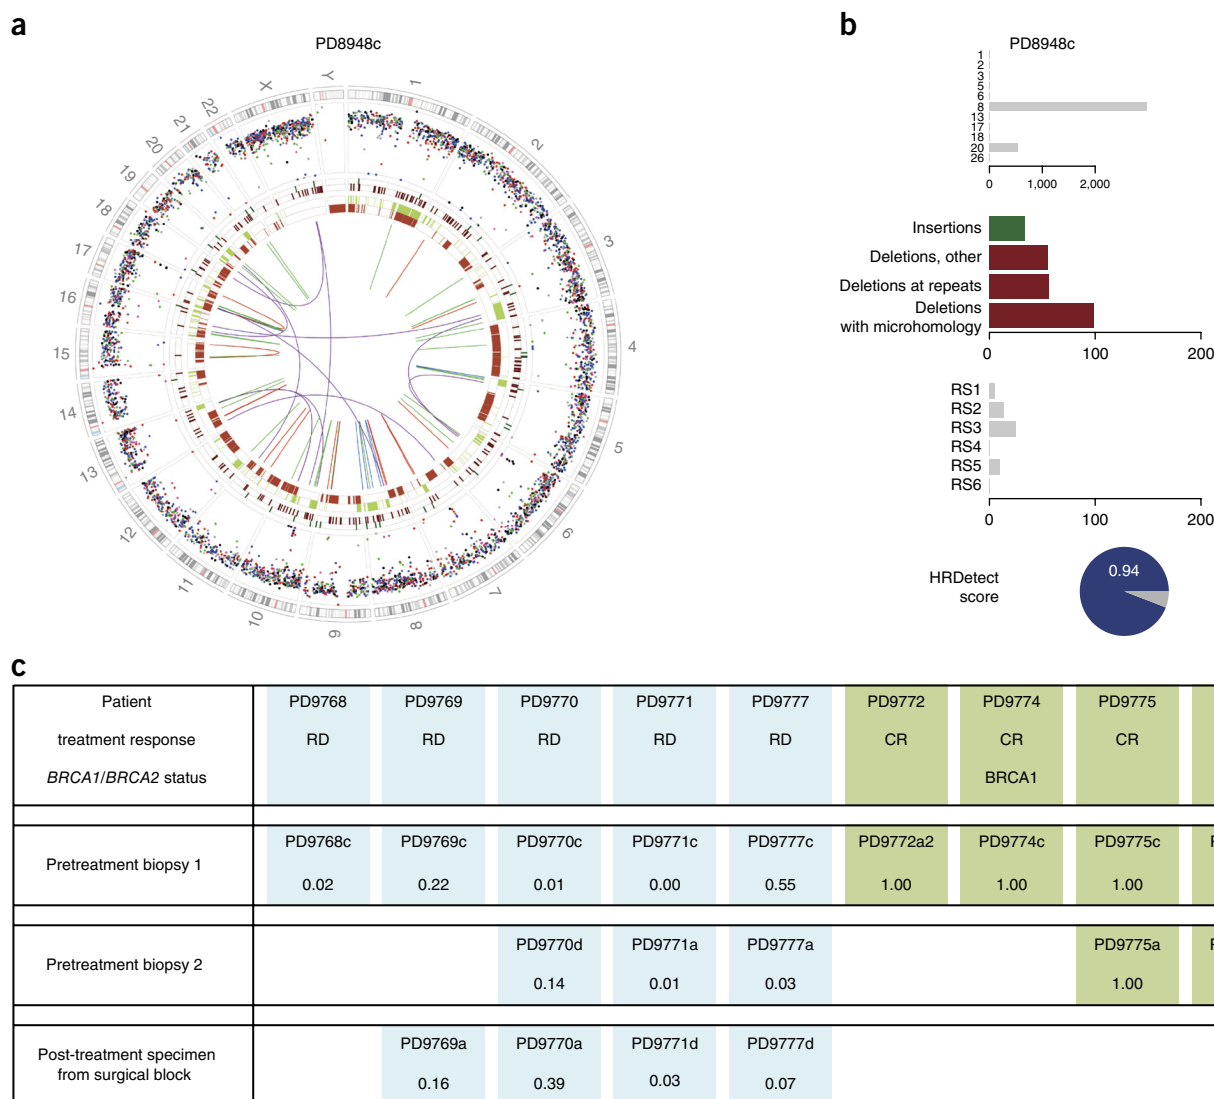 a
PD8948c
1
2
3
4
5
6
7
8
9
10
11
12
13
14
15
16
17
18
19
20
21
22
X
Y
b
PD8948c
1
2
3
5
6
8
13
17
18
20
26
0 1,000 2,000
Insertions
Deletions, other
Deletions at repeats
Deletions
with microhomology
0 100 200
RS1
RS2
RS3
RS4
RS5
RS6
0 100 200
HRDetect
score
0.94
c
Patient PD9768 PD9769 PD9770 PD9771 PD9777 PD9772 PD9774 PD9775
treatment response RD RD RD RD RD CR CR CR
BRCA1/BRCA2 status BRCA1
Pretreatment biopsy 1
PD9768c PD9769c PD9770c PD9771c PD9777c PD9772a2 PD9774c PD9775c
0.02 0.22 0.01 0.00 0.55 1.00 1.00 1.00
Pretreatment biopsy 2
PD9770d PD9771a PD9777a PD9775a
0.14 0.01 0.03 1.00
Post-treatment specimen
from surgical block
PD9769a PD9770a PD9771d PD9777d
0.16 0.39 0.03 0.07